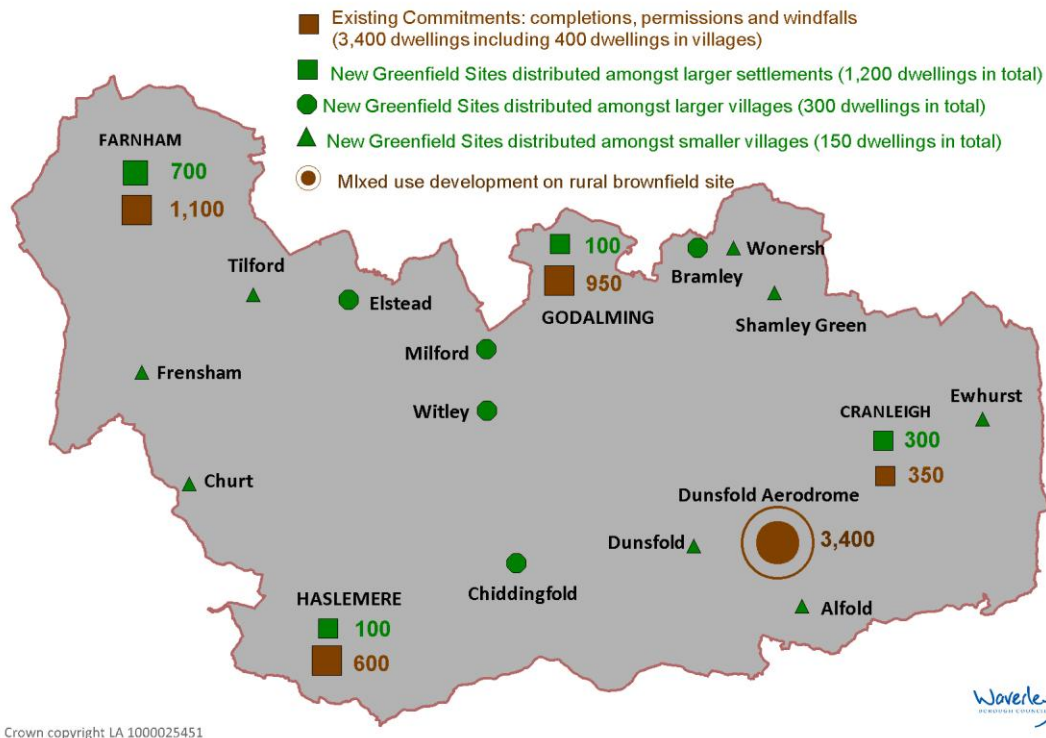 Existing Commitments: completions, permissions and windfalls
(3,400 dwellings including 400 dwellings in villages)
New Greenfield Sites distributed amongst larger settlements (1,200 dwellings in total)
New Greenfield Sites distributed amongst larger villages (300 dwellings in total)
New Greenfield Sites distributed amongst smaller villages (150 dwellings in total)
MIxed use development on rural brownfield site
FARNHAM
700
1,100
Tilford
Elstead
100
950
GODALMING
Bramley
Wonersh
Shamley Green
Milford
Frensham
Witley
Ewhurst
CRANLEIGH
300
350
Churt
Dunsfold Aerodrome
3,400
Dunsfold
Chiddingfold
Alfold
HASLEMERE
100
600
Waverley
BOROUGH COUNCIL
Crown copyright LA 1000025451